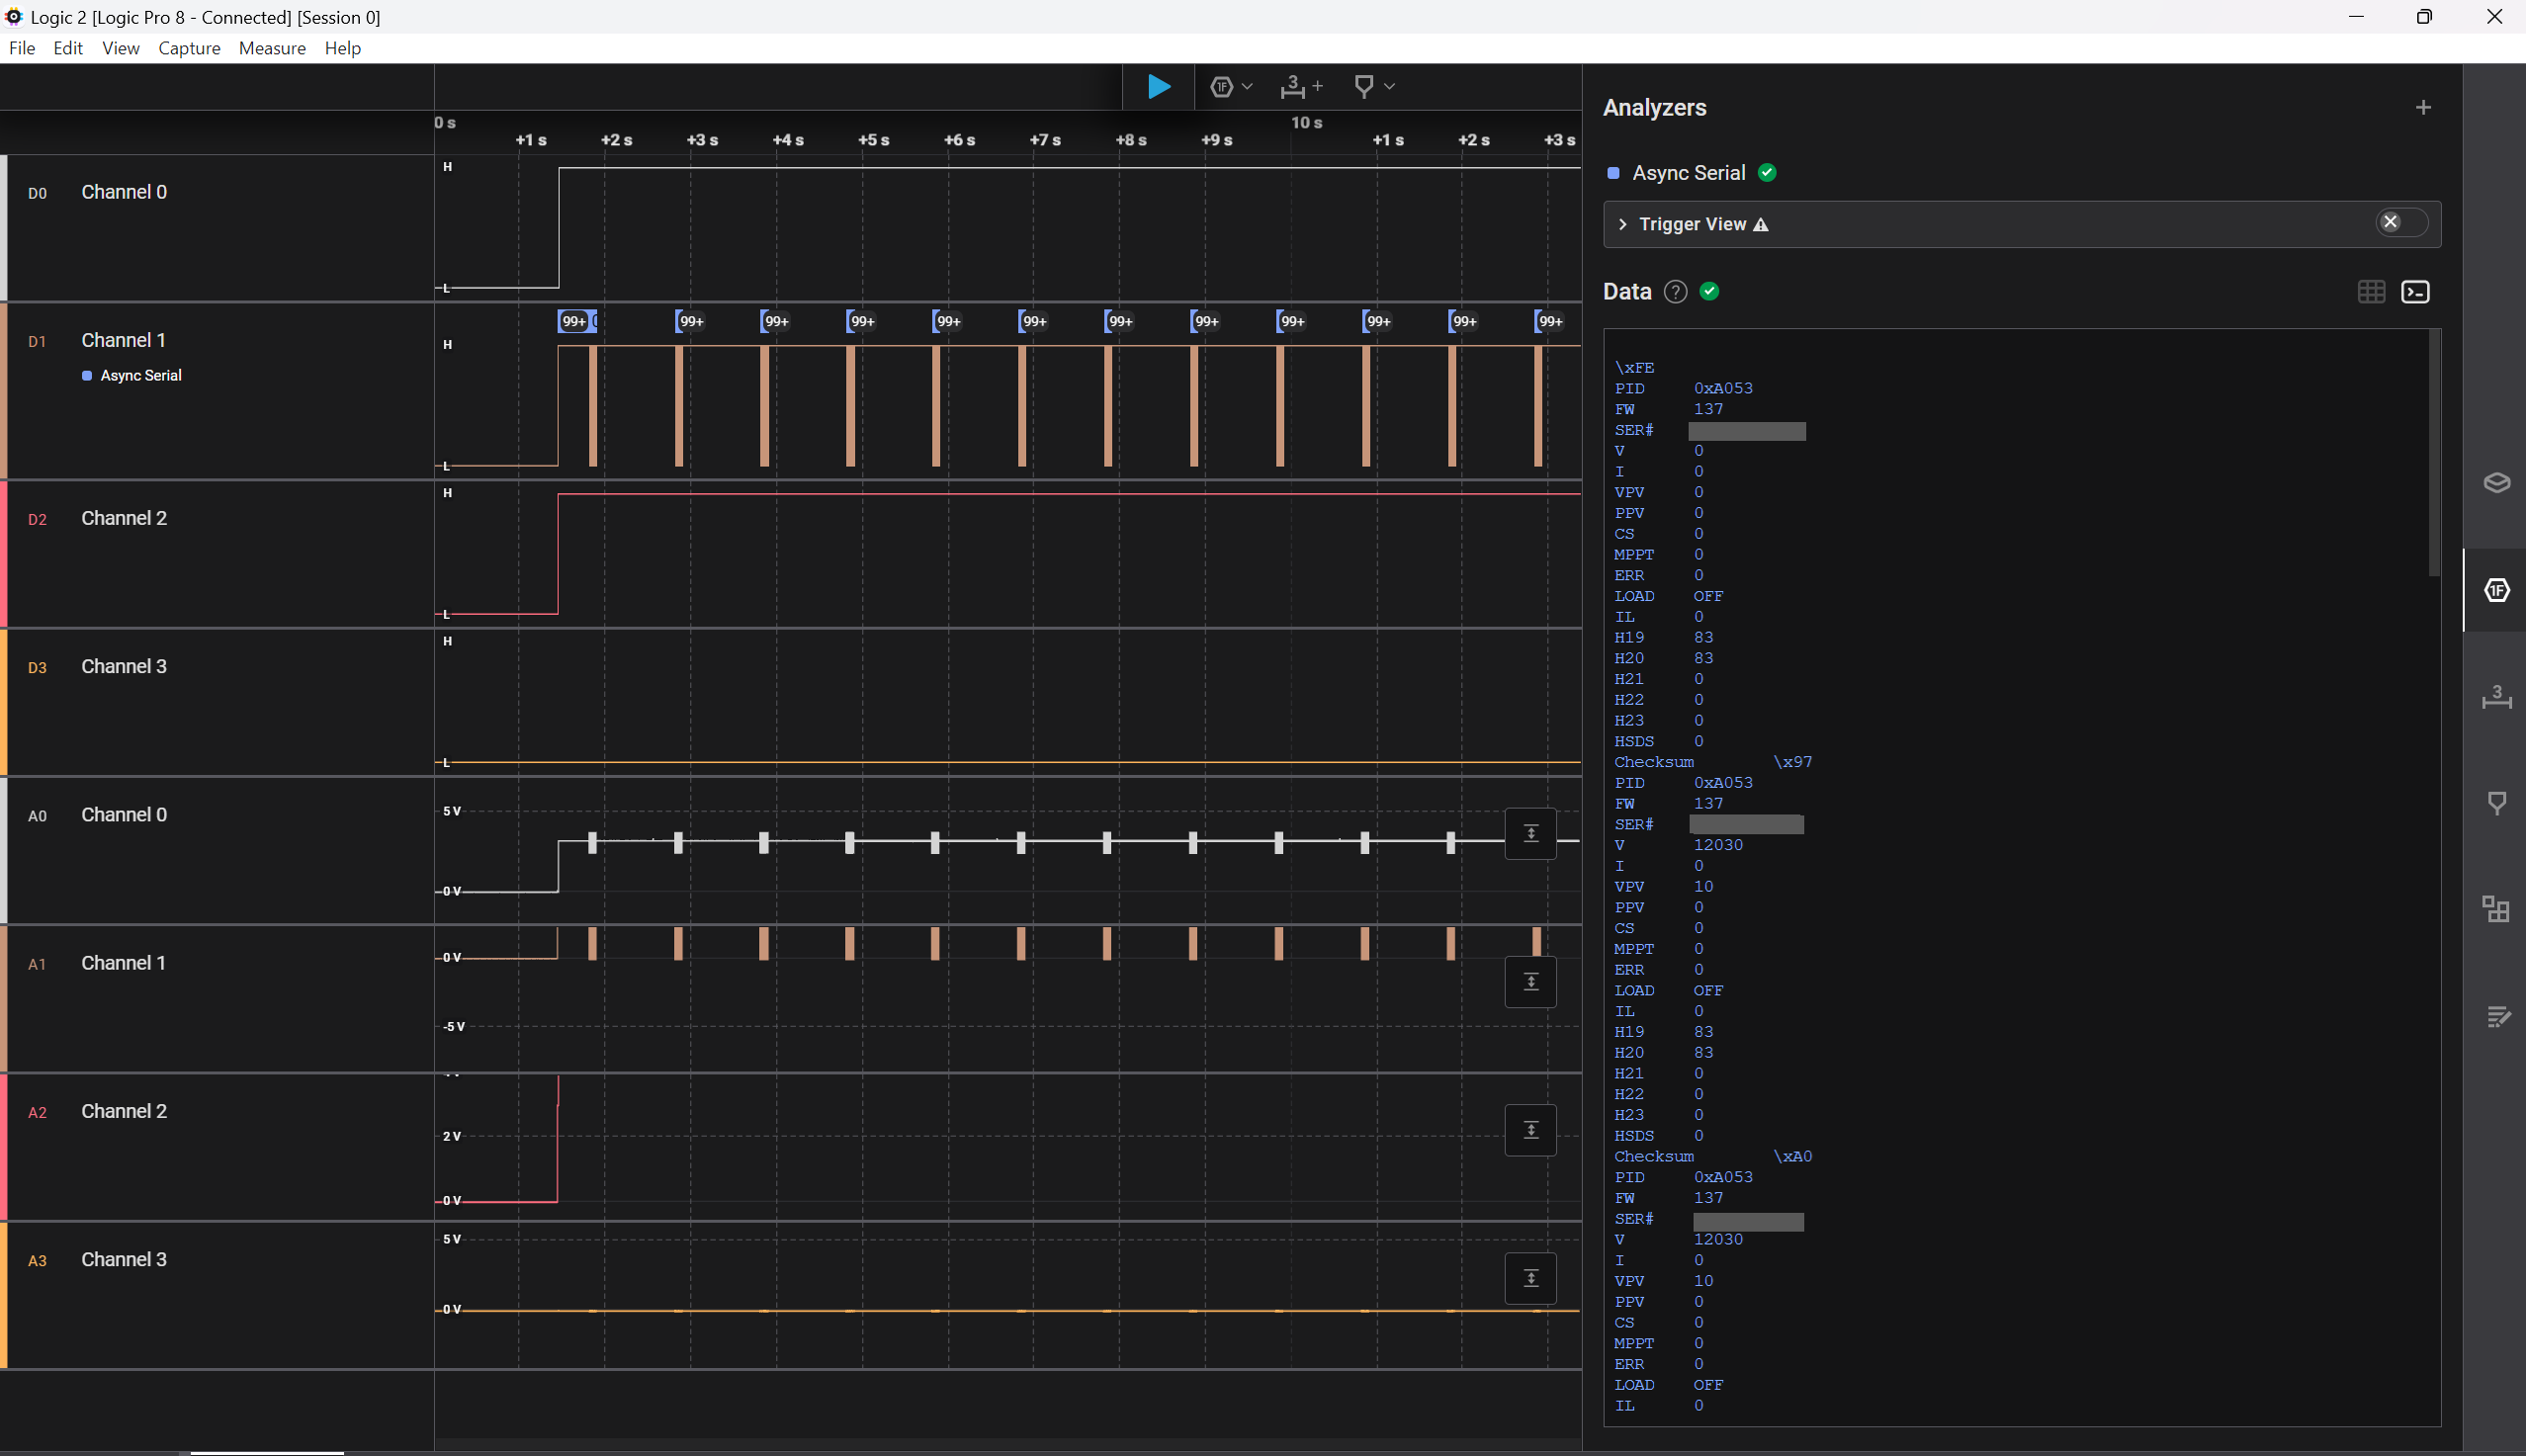 Logic 2 [Logic Pro 8 - Connected] [Session 0]
File Edit View Capture Measure Help
0 s
10 s
+1 s +2 s +3 s +4 s +5 s +6 s +7 s +8 s +9 s +1 s +2 s +3 s
D0 Channel 0
H
L
D1 Channel 1
Async Serial
99+ 99+ 99+ 99+ 99+ 99+ 99+ 99+ 99+ 99+ 99+ 99+
H
L
D2 Channel 2
H
L
D3 Channel 3
H
L
A0 Channel 0
5 V
0 V
A1 Channel 1
0 V
-5 V
A2 Channel 2
2 V
0 V
A3 Channel 3
5 V
0 V
Analyzers
Async Serial
Trigger View
Data
\xFE
PID 0xA053
FW 137
SER#
V 0
I 0
VPV 0
PPV 0
CS 0
MPPT 0
ERR 0
LOAD OFF
IL 0
H19 83
H20 83
H21 0
H22 0
H23 0
HSDS 0
Checksum \x97
PID 0xA053
FW 137
SER#
V 12030
I 0
VPV 10
PPV 0
CS 0
MPPT 0
ERR 0
LOAD OFF
IL 0
H19 83
H20 83
H21 0
H22 0
H23 0
HSDS 0
Checksum \xA0
PID 0xA053
FW 137
SER#
V 12030
I 0
VPV 10
PPV 0
CS 0
MPPT 0
ERR 0
LOAD OFF
IL 0
1F
3
1F
3